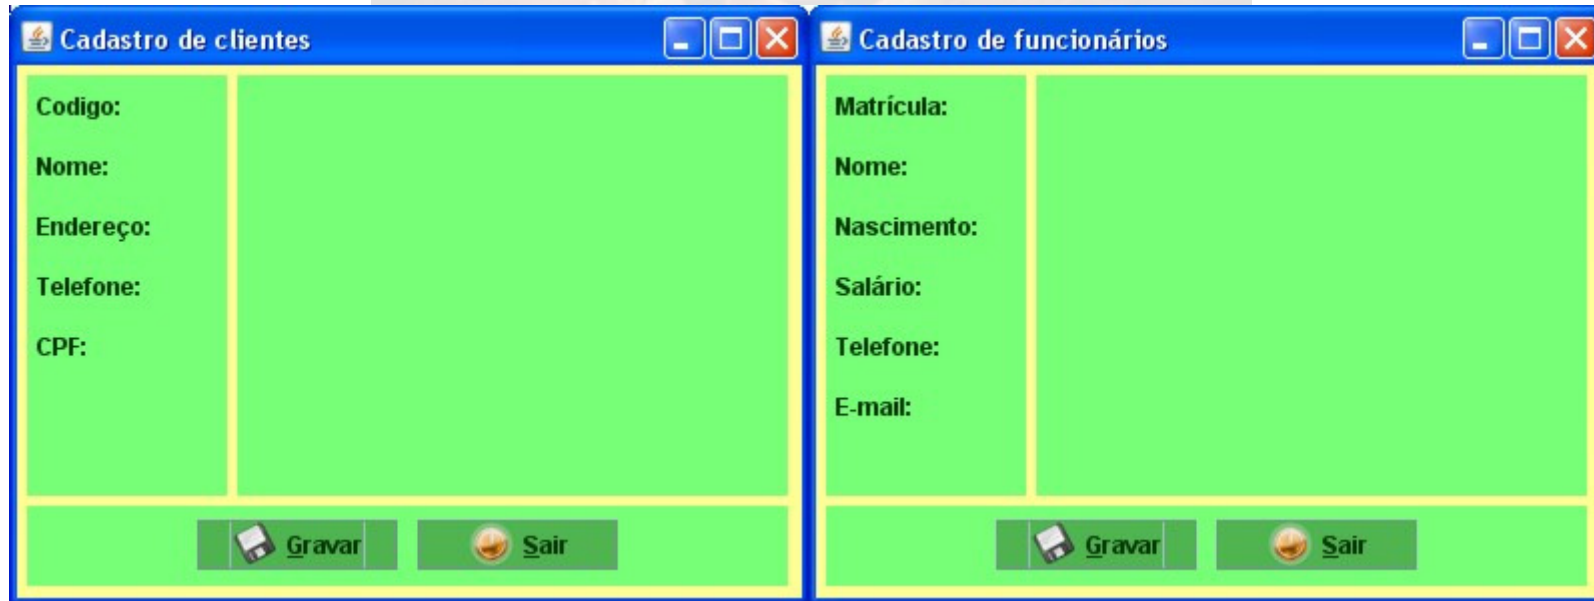 Cadastro de clientes
Codigo:
Nome:
Endereço:
Telefone:
CPF:
Gravar
Sair
Cadastro de funcionários
Matrícula:
Nome:
Nascimento:
Salário:
Telefone:
E-mail:
Gravar
Sair